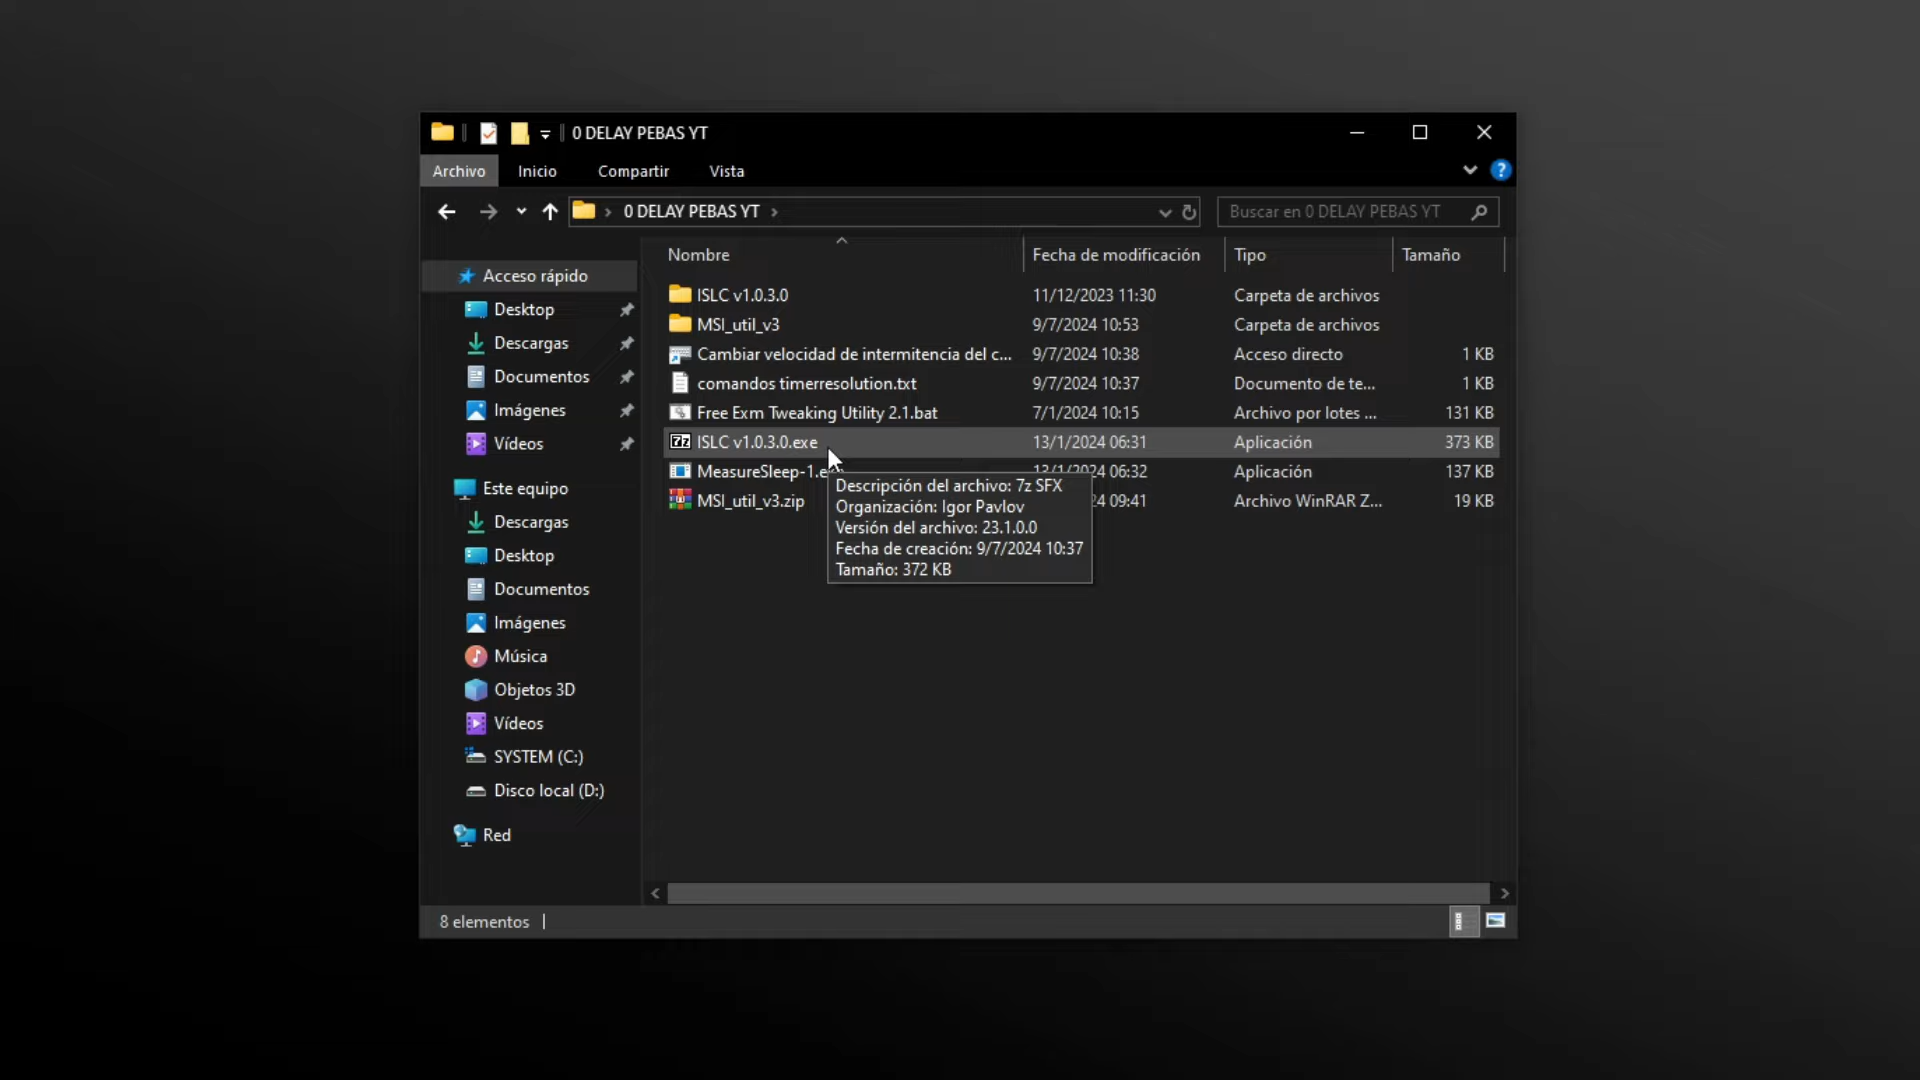 0 DELAY PEBAS YT
Archivo Inicio Compartir Vista
0 DELAY PEBAS YT Buscar en 0 DELAY PEBAS YT
Nombre Fecha de modificación Tipo Tamaño
Acceso rápido
Desktop
Descargas
Documentos
Imágenes
Vídeos
Este equipo
Descargas
Desktop
Documentos
Imágenes
Música
Objetos 3D
Vídeos
SYSTEM (C:)
Disco local (D:)
Red
ISLC v1.0.3.0 11/12/2023 11:30 Carpeta de archivos
MSI_util_v3 9/7/2024 10:53 Carpeta de archivos
Cambiar velocidad de intermitencia del c... 9/7/2024 10:38 Acceso directo 1 KB
comandos timerresolution.txt 9/7/2024 10:37 Documento de te... 1 KB
Free Exm Tweaking Utility 2.1.bat 7/1/2024 10:15 Archivo por lotes ... 131 KB
ISLC v1.0.3.0.exe 13/1/2024 06:31 Aplicación 373 KB
MeasureSleep-1.e 13/1/2024 06:32 Aplicación 137 KB
MSI_util_v3.zip 24 09:41 Archivo WinRAR Z... 19 KB
Descripción del archivo: 7z SFX
Organización: Igor Pavlov
Versión del archivo: 23.1.0.0
Fecha de creación: 9/7/2024 10:37
Tamaño: 372 KB
8 elementos